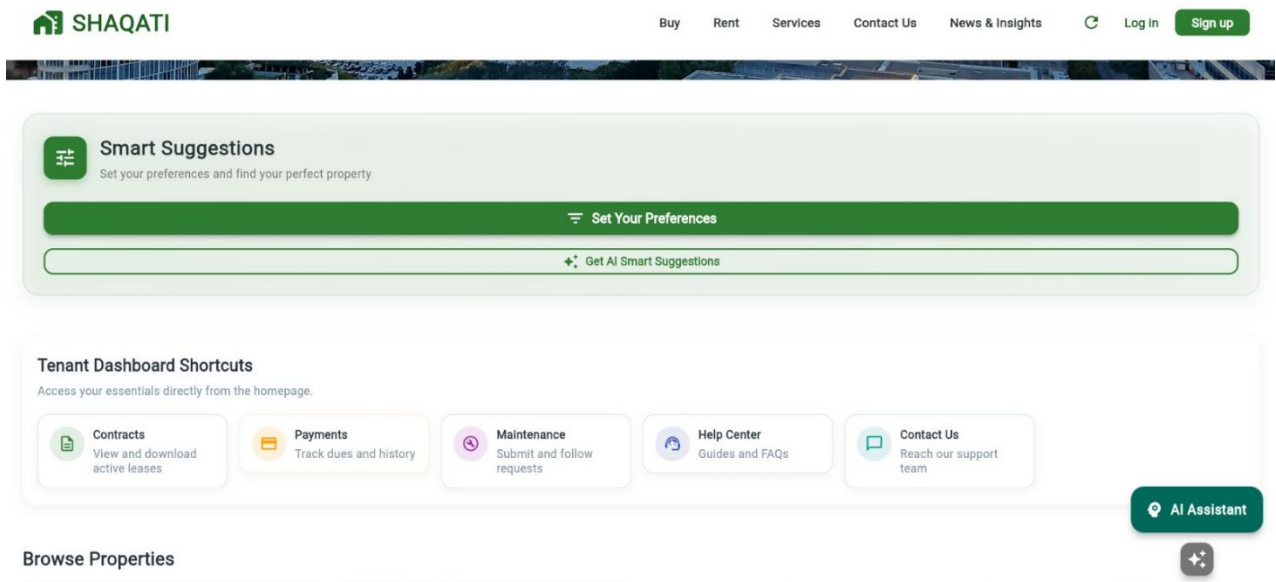 SHAQATI
Buy Rent Services Contact Us News & Insights Log in Sign up
Smart Suggestions
Set your preferences and find your perfect property
Set Your Preferences
Get AI Smart Suggestions
Tenant Dashboard Shortcuts
Access your essentials directly from the homepage.
Contracts
View and download
active leases
Payments
Track dues and history
Maintenance
Submit and follow
requests
Help Center
Guides and FAQs
Contact Us
Reach our support
team
AI Assistant
Browse Properties